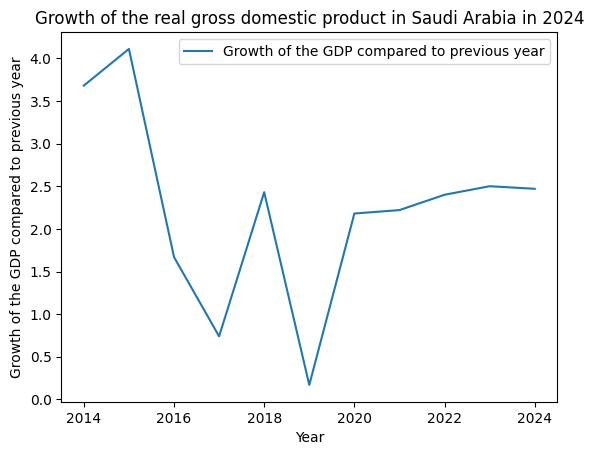 Growth of the real gross domestic product in Saudi Arabia in 2024
Growth of the GDP compared to previous year
Growth of the GDP compared to previous year
4.0
3.5
3.0
2.5
2.0
1.5
1.0
0.5
0.0
2014 2016 2018 2020 2022 2024
Year